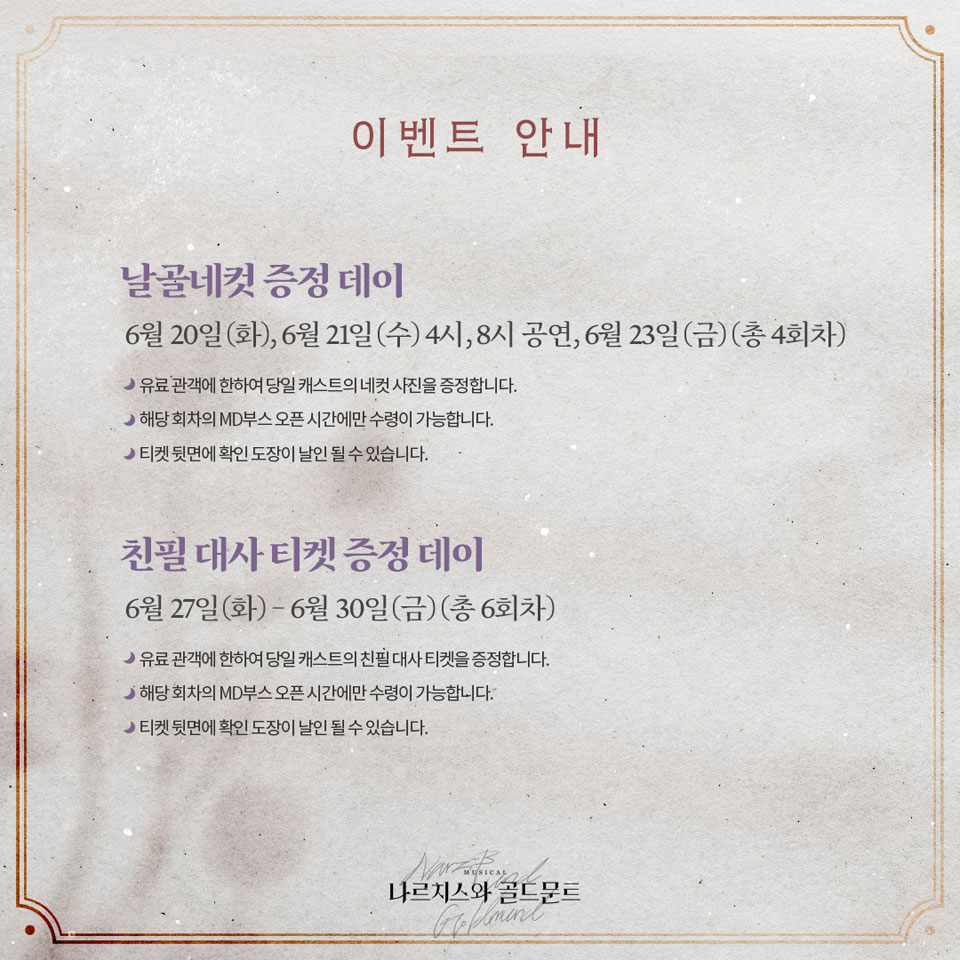 이벤트 안내
날골네컷 증정 데이
6월 20일(화), 6월 21일(수) 4시, 8시 공연, 6월 23일(금) (총 4회차)
유료 관객에 한하여 당일 캐스트의 네컷 사진을 증정합니다.
해당 회차의 MD부스 오픈 시간에만 수령이 가능합니다.
티켓 뒷면에 확인 도장이 날인 될 수 있습니다.
친필 대사 티켓 증정 데이
6월 27일(화) - 6월 30일(금) (총 6회차)
유료 관객에 한하여 당일 캐스트의 친필 대사 티켓을 증정합니다.
해당 회차의 MD부스 오픈 시간에만 수령이 가능합니다.
티켓 뒷면에 확인 도장이 날인 될 수 있습니다.
MUSICAL
나르치스와 골드문트